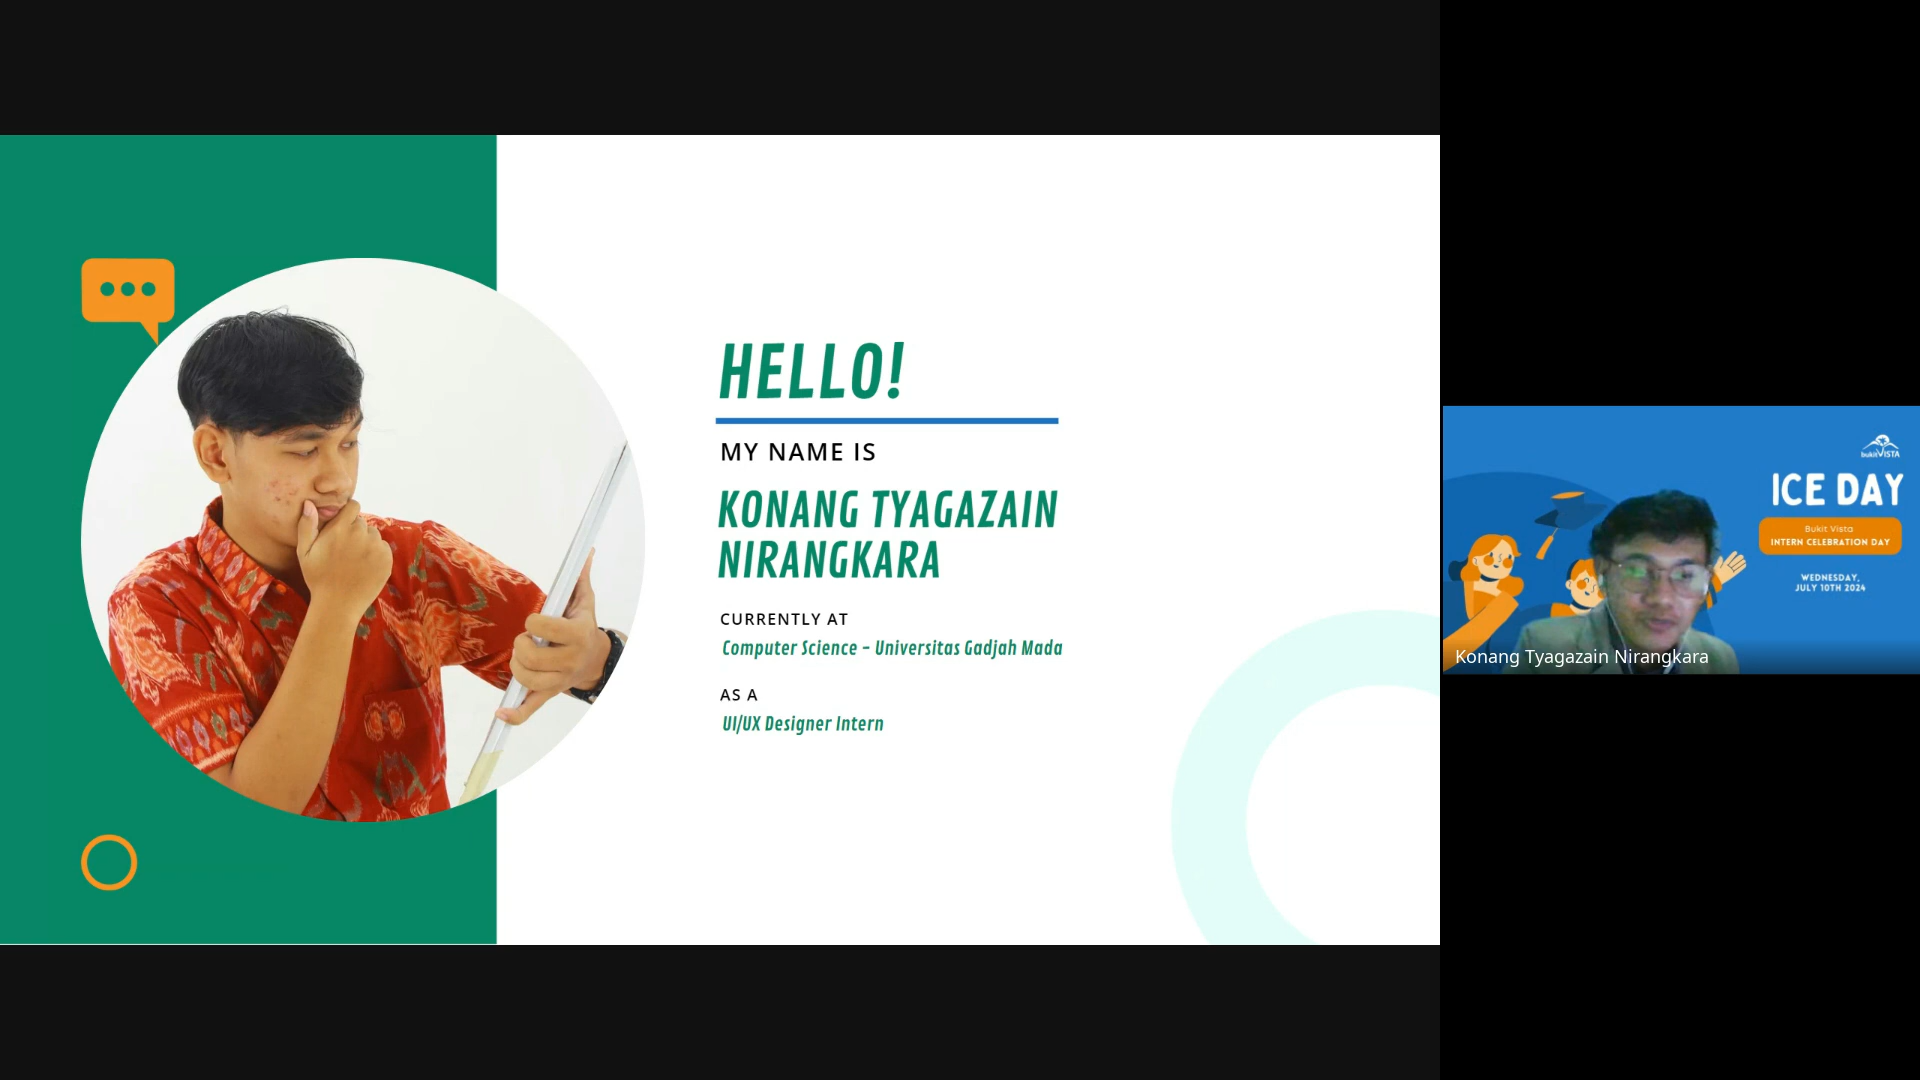 HELLO!
MY NAME IS
KONANG TYAGAZAIN
NIRANGKARA
CURRENTLY AT
Computer Science - Universitas Gadjah Mada
AS A
UI/UX Designer Intern
bukitVISTA
ICE DAY
Bukit Vista
INTERN CELEBRATION DAY
WEDNESDAY,
JULY 10TH 2024
Konang Tyagazain Nirangkara